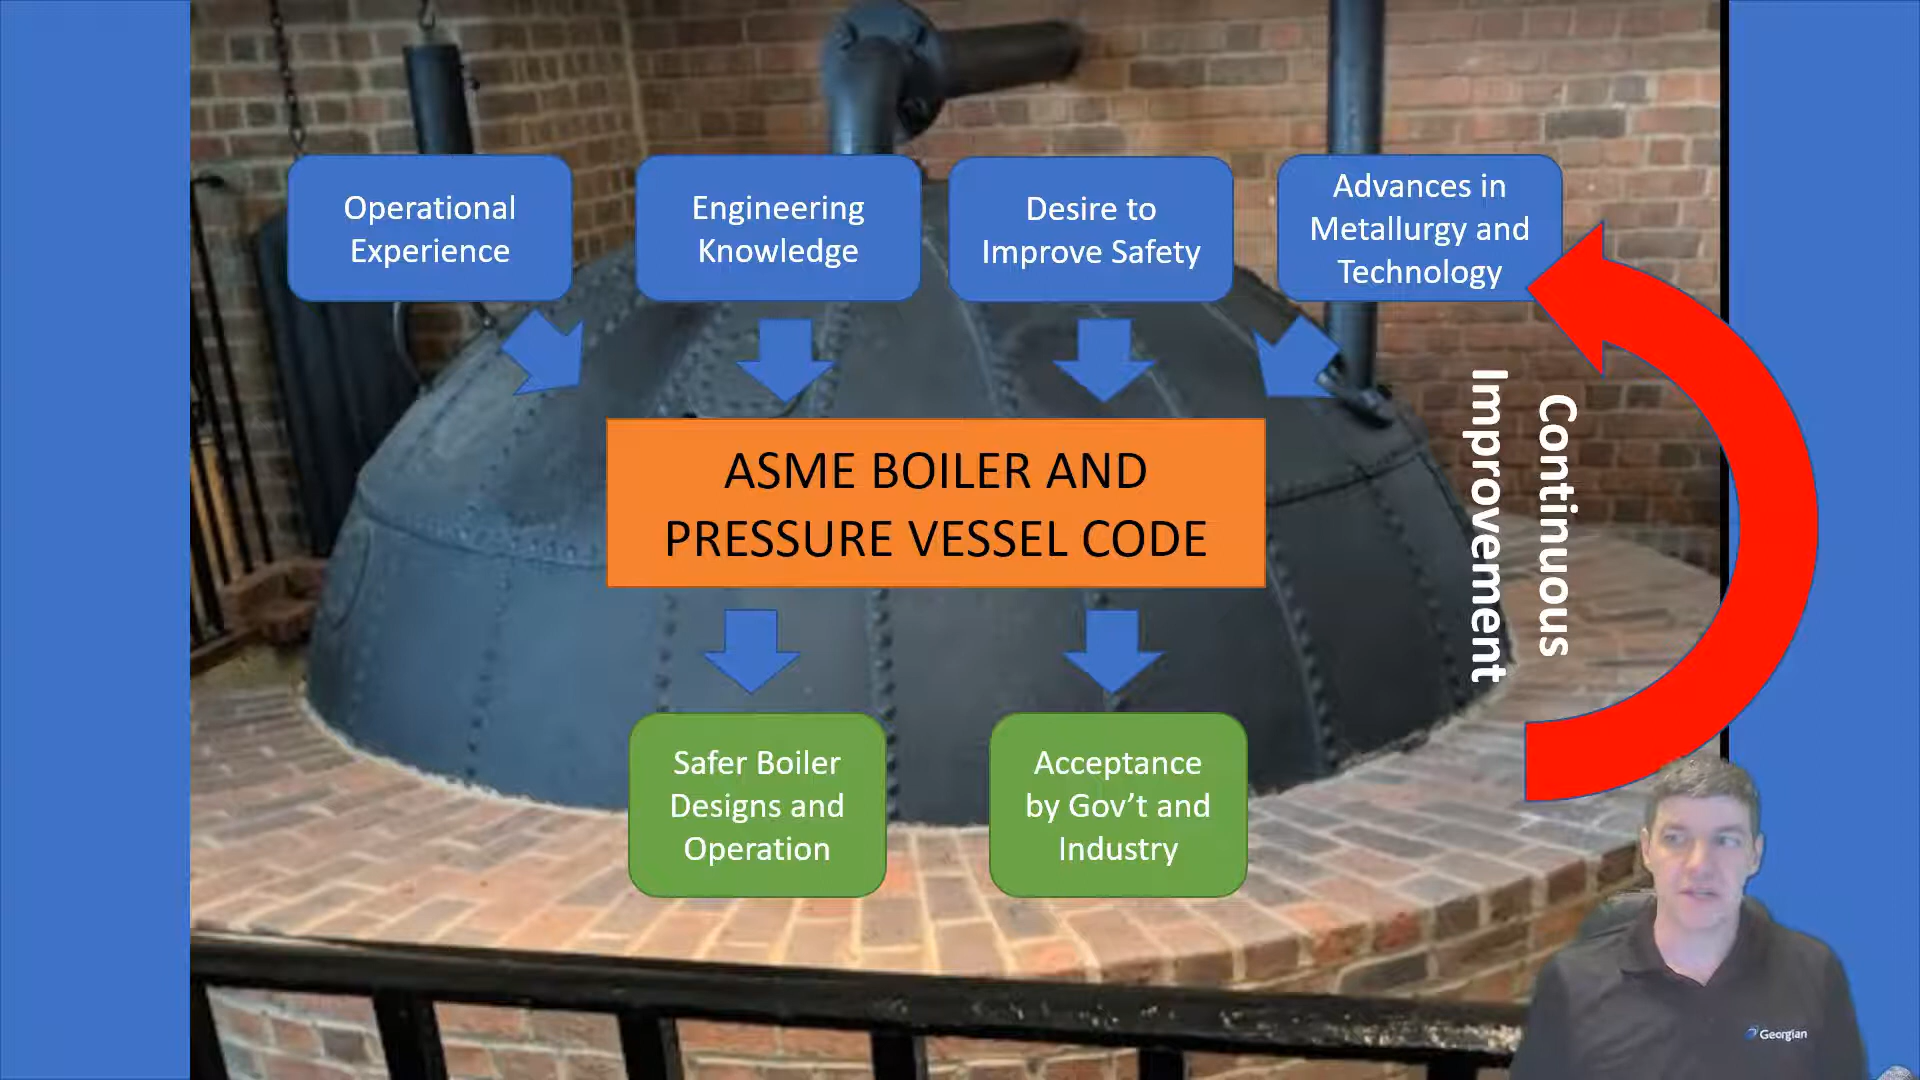 Operational
Experience
Engineering
Knowledge
Desire to
Improve Safety
Advances in
Metallurgy and
Technology
ASME BOILER AND
PRESSURE VESSEL CODE
Continuous
Improvement
Safer Boiler
Designs and
Operation
Acceptance
by Gov't and
Industry
Georgian